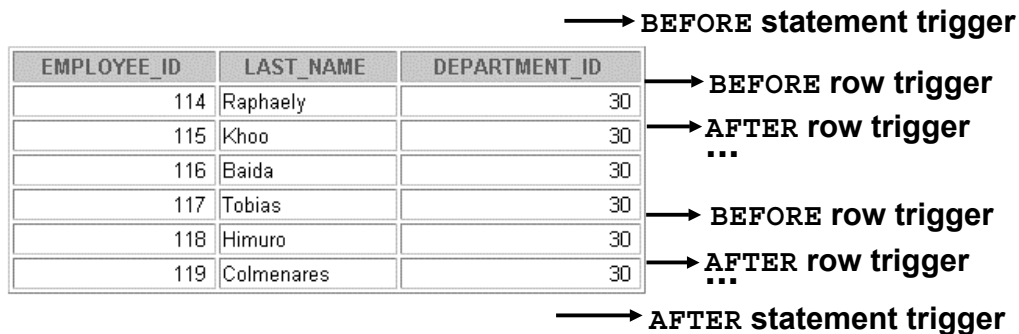 BEFORE statement trigger
EMPLOYEE_ID LAST_NAME DEPARTMENT_ID
BEFORE row trigger
114 Raphaely 30
115 Khoo 30
AFTER row trigger
...
116 Baida 30
117 Tobias 30
BEFORE row trigger
118 Himuro 30
119 Colmenares 30
AFTER row trigger
...
AFTER statement trigger